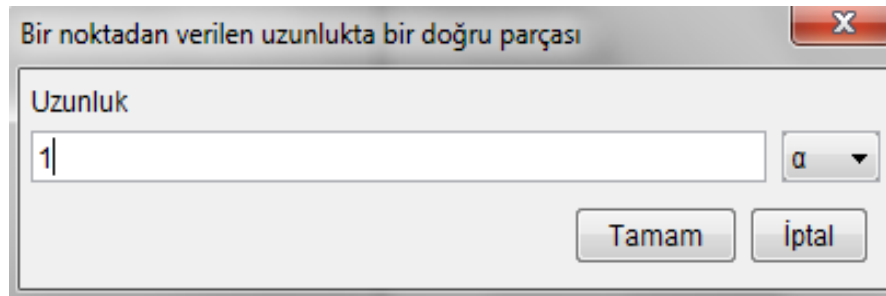 Bir noktadan verilen uzunlukta bir doğru parçası
Uzunluk
1 α
Tamam İptal